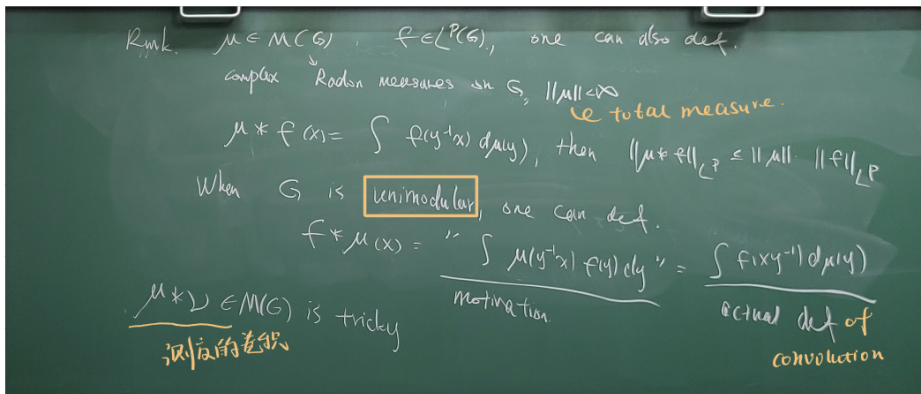 Rmk. μ ∈ M(G), f ∈ L^p(G), one can also def.
complex Radon measures on G, ||μ|| < ∞
total measure.
μ * f(x) = ∫ f(y⁻¹x) dμ(y), then ||μ * f||_{L^p} ≤ ||μ|| · ||f||_{L^p}
When G is unimodular, one can def.
f * μ(x) = " ∫ μ(y⁻¹x) f(y) dy " = ∫ f(xy⁻¹) dμ(y)
motivation actual def of convolution
μ * ν ∈ M(G) is tricky
测度的卷积